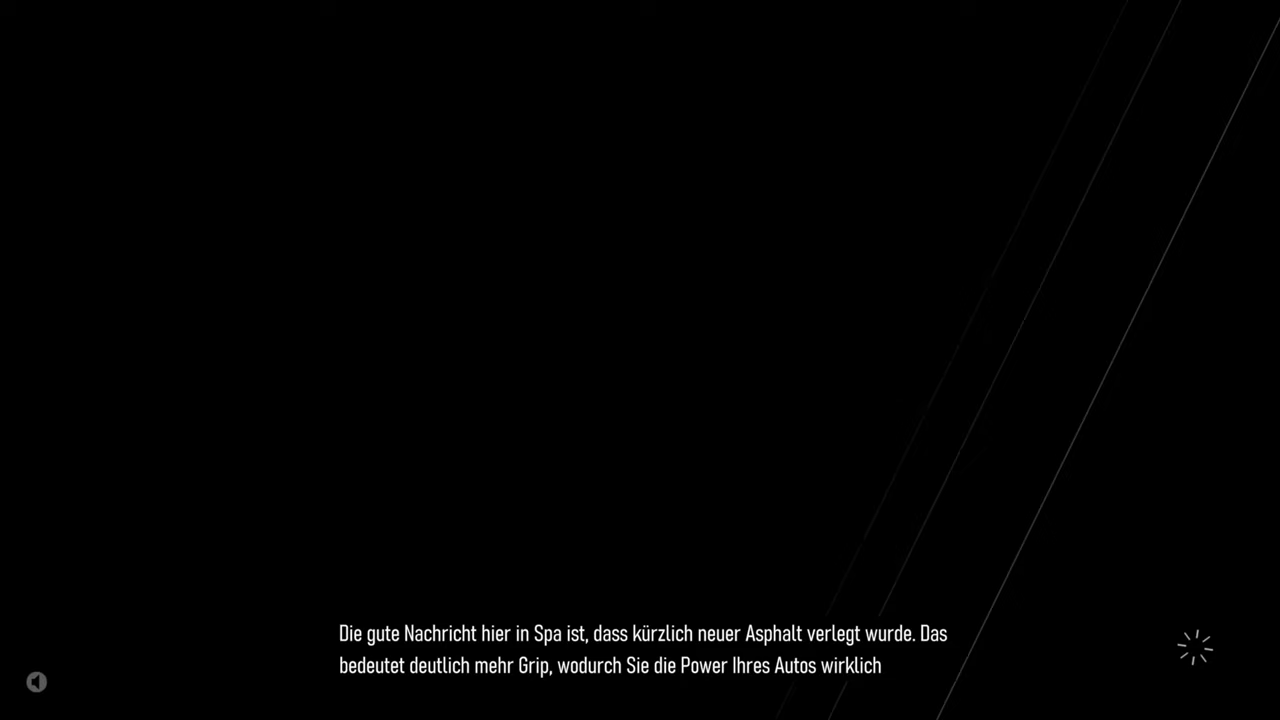 Die gute Nachricht hier in Spa ist, dass kürzlich neuer Asphalt verlegt wurde. Das
bedeutet deutlich mehr Grip, wodurch Sie die Power Ihres Autos wirklich